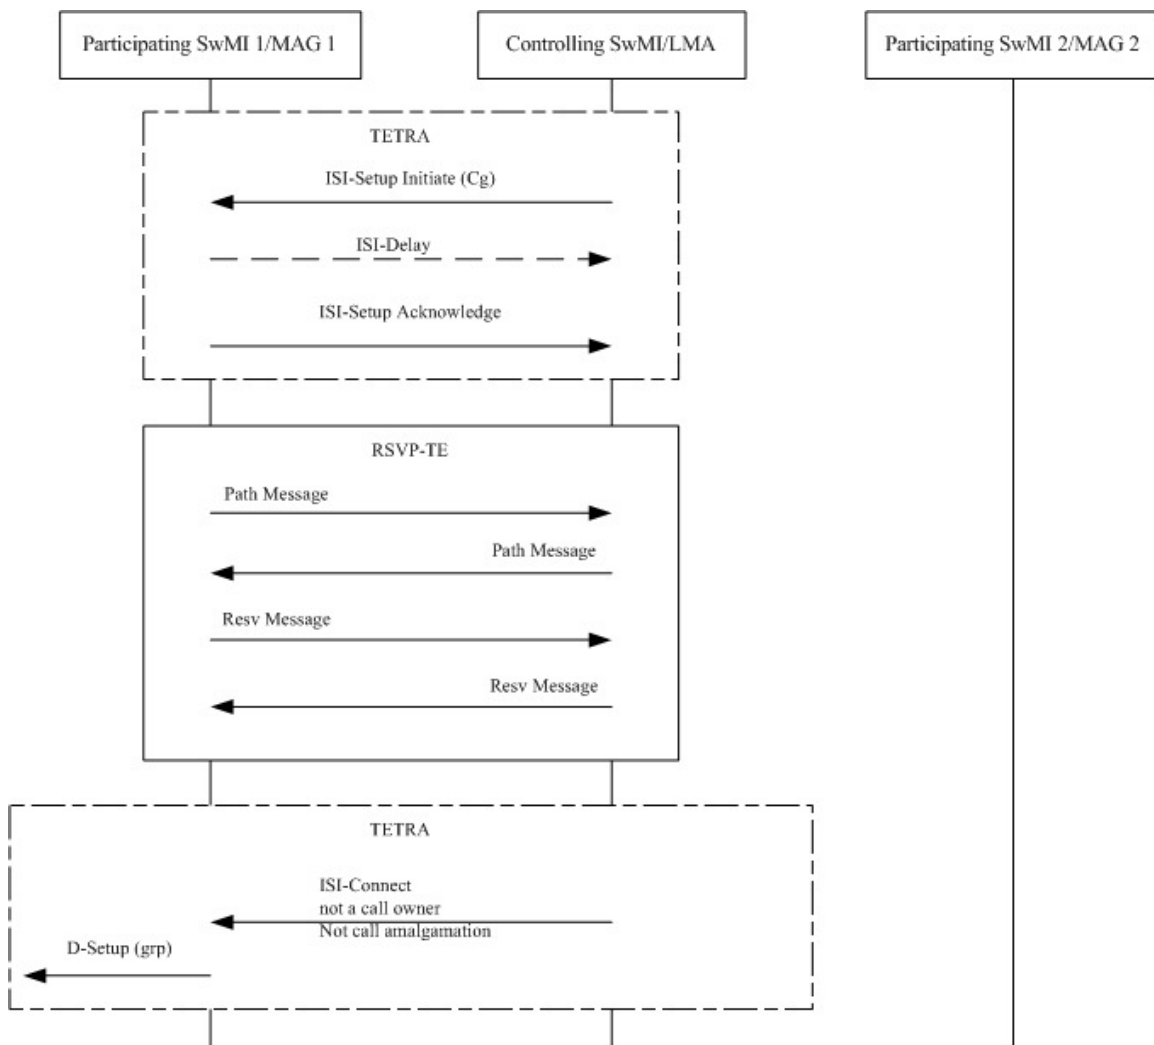 Participating SwMI 1/MAG 1
Controlling SwMI/LMA
Participating SwMI 2/MAG 2
TETRA
ISI-Setup Initiate (Cg)
ISI-Delay
ISI-Setup Acknowledge
RSVP-TE
Path Message
Path Message
Resv Message
Resv Message
TETRA
ISI-Connect
not a call owner
Not call amalgamation
D-Setup (grp)